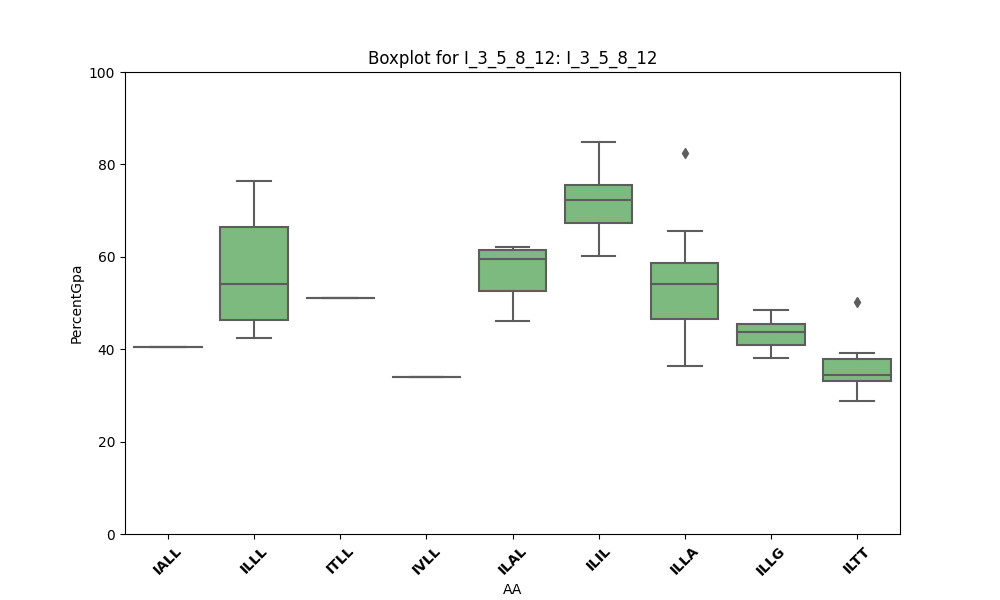 Boxplot for I_3_5_8_12: I_3_5_8_12
100
80
60
40
20
0
PercentGpa
IALL
ILLL
ITLL
IVLL
ILAL
ILIL
ILLA
ILLG
ILTT
AA